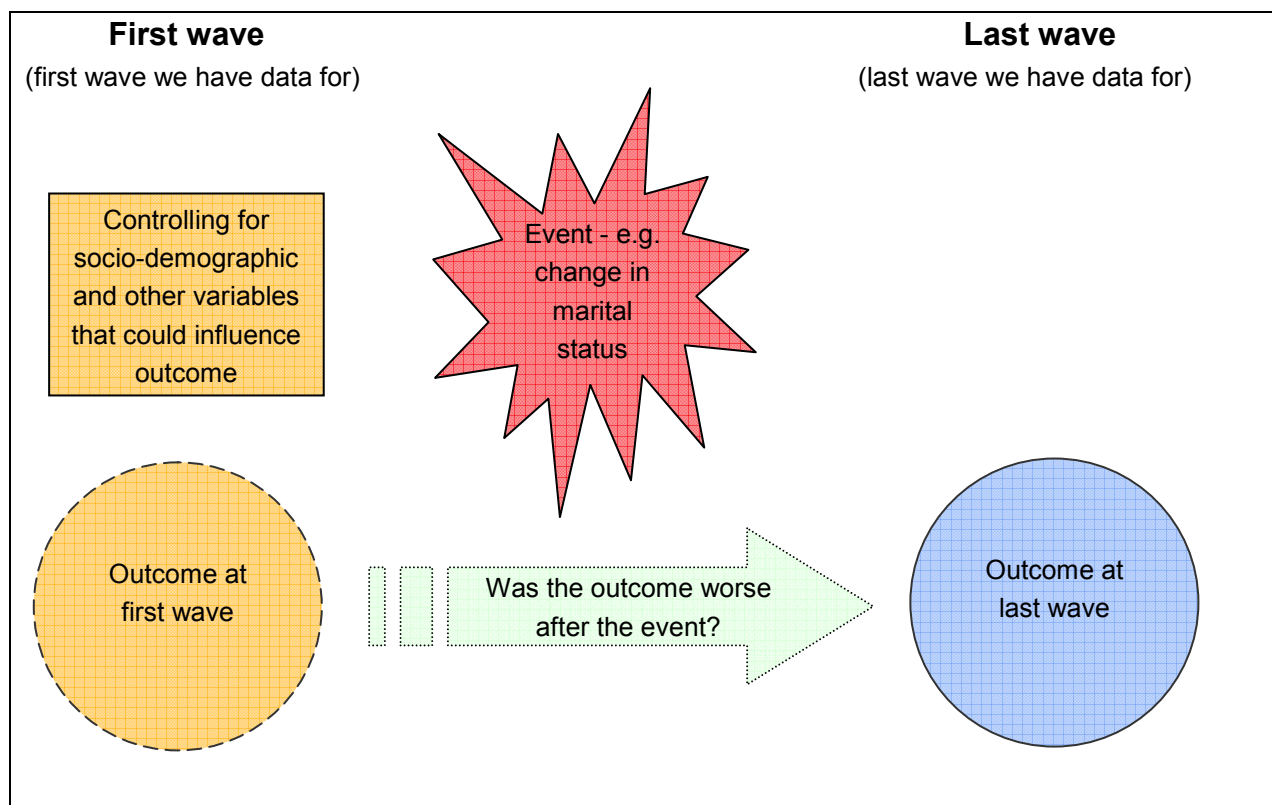 First wave
(first wave we have data for)
Last wave
(last wave we have data for)
Controlling for
socio-demographic
and other variables
that could influence
outcome
Event - e.g.
change in
marital
status
Outcome at
first wave
Was the outcome worse
after the event?
Outcome at
last wave